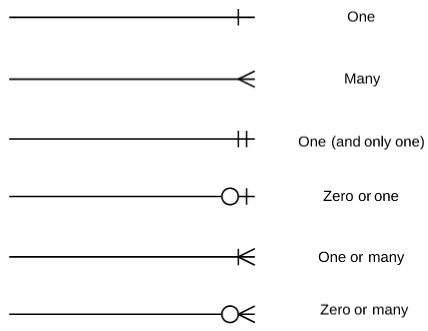 One
Many
One (and only one)
Zero or one
One or many
Zero or many